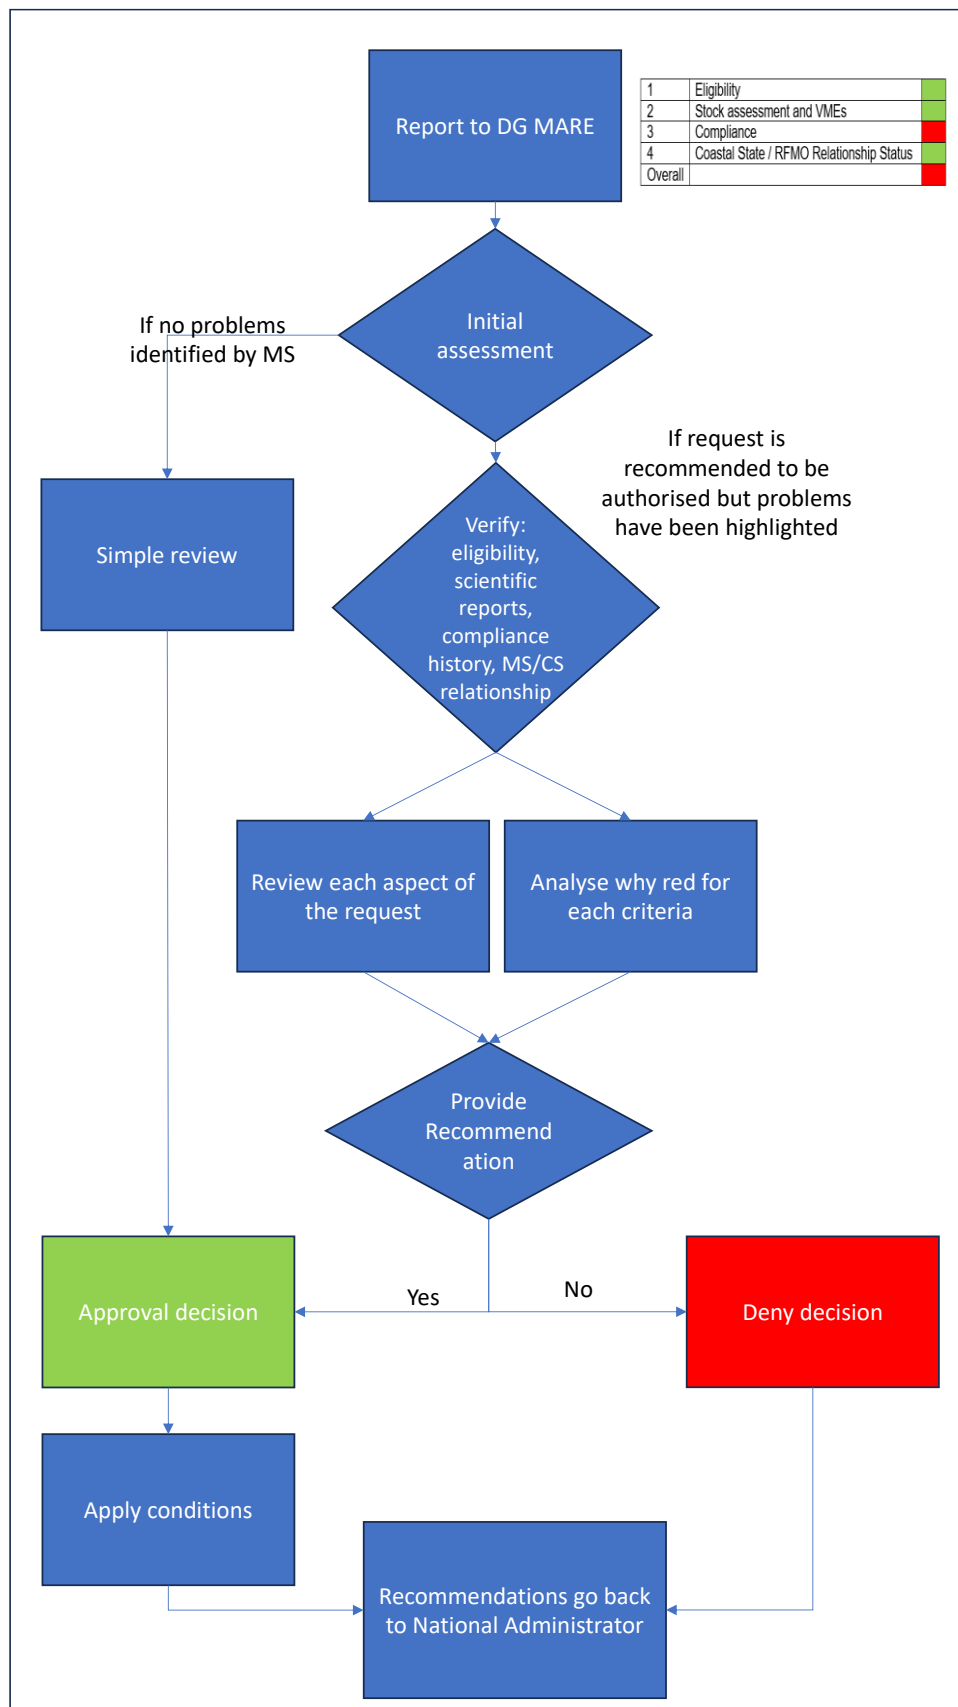 Report to DG MARE
1 Eligibility
2 Stock assessment and VMEs
3 Compliance
4 Coastal State / RFMO Relationship Status
Overall
Initial
assessment
If no problems
identified by MS
If request is
recommended to be
authorised but problems
have been highlighted
Simple review
Verify:
eligibility,
scientific
reports,
compliance
history, MS/CS
relationship
Review each aspect of
the request
Analyse why red for
each criteria
Provide
Recommend
ation
Yes
No
Approval decision
Deny decision
Apply conditions
Recommendations go back
to National Administrator